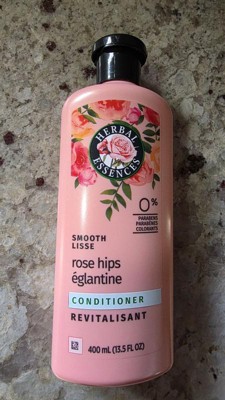 HERBAL
ESSENCES
0%
PARABENS
PARABÈNES
COLORANTS
SMOOTH
LISSE
rose hips
églantine
CONDITIONER
REVITALISANT
400 mL (13.5 FL OZ)